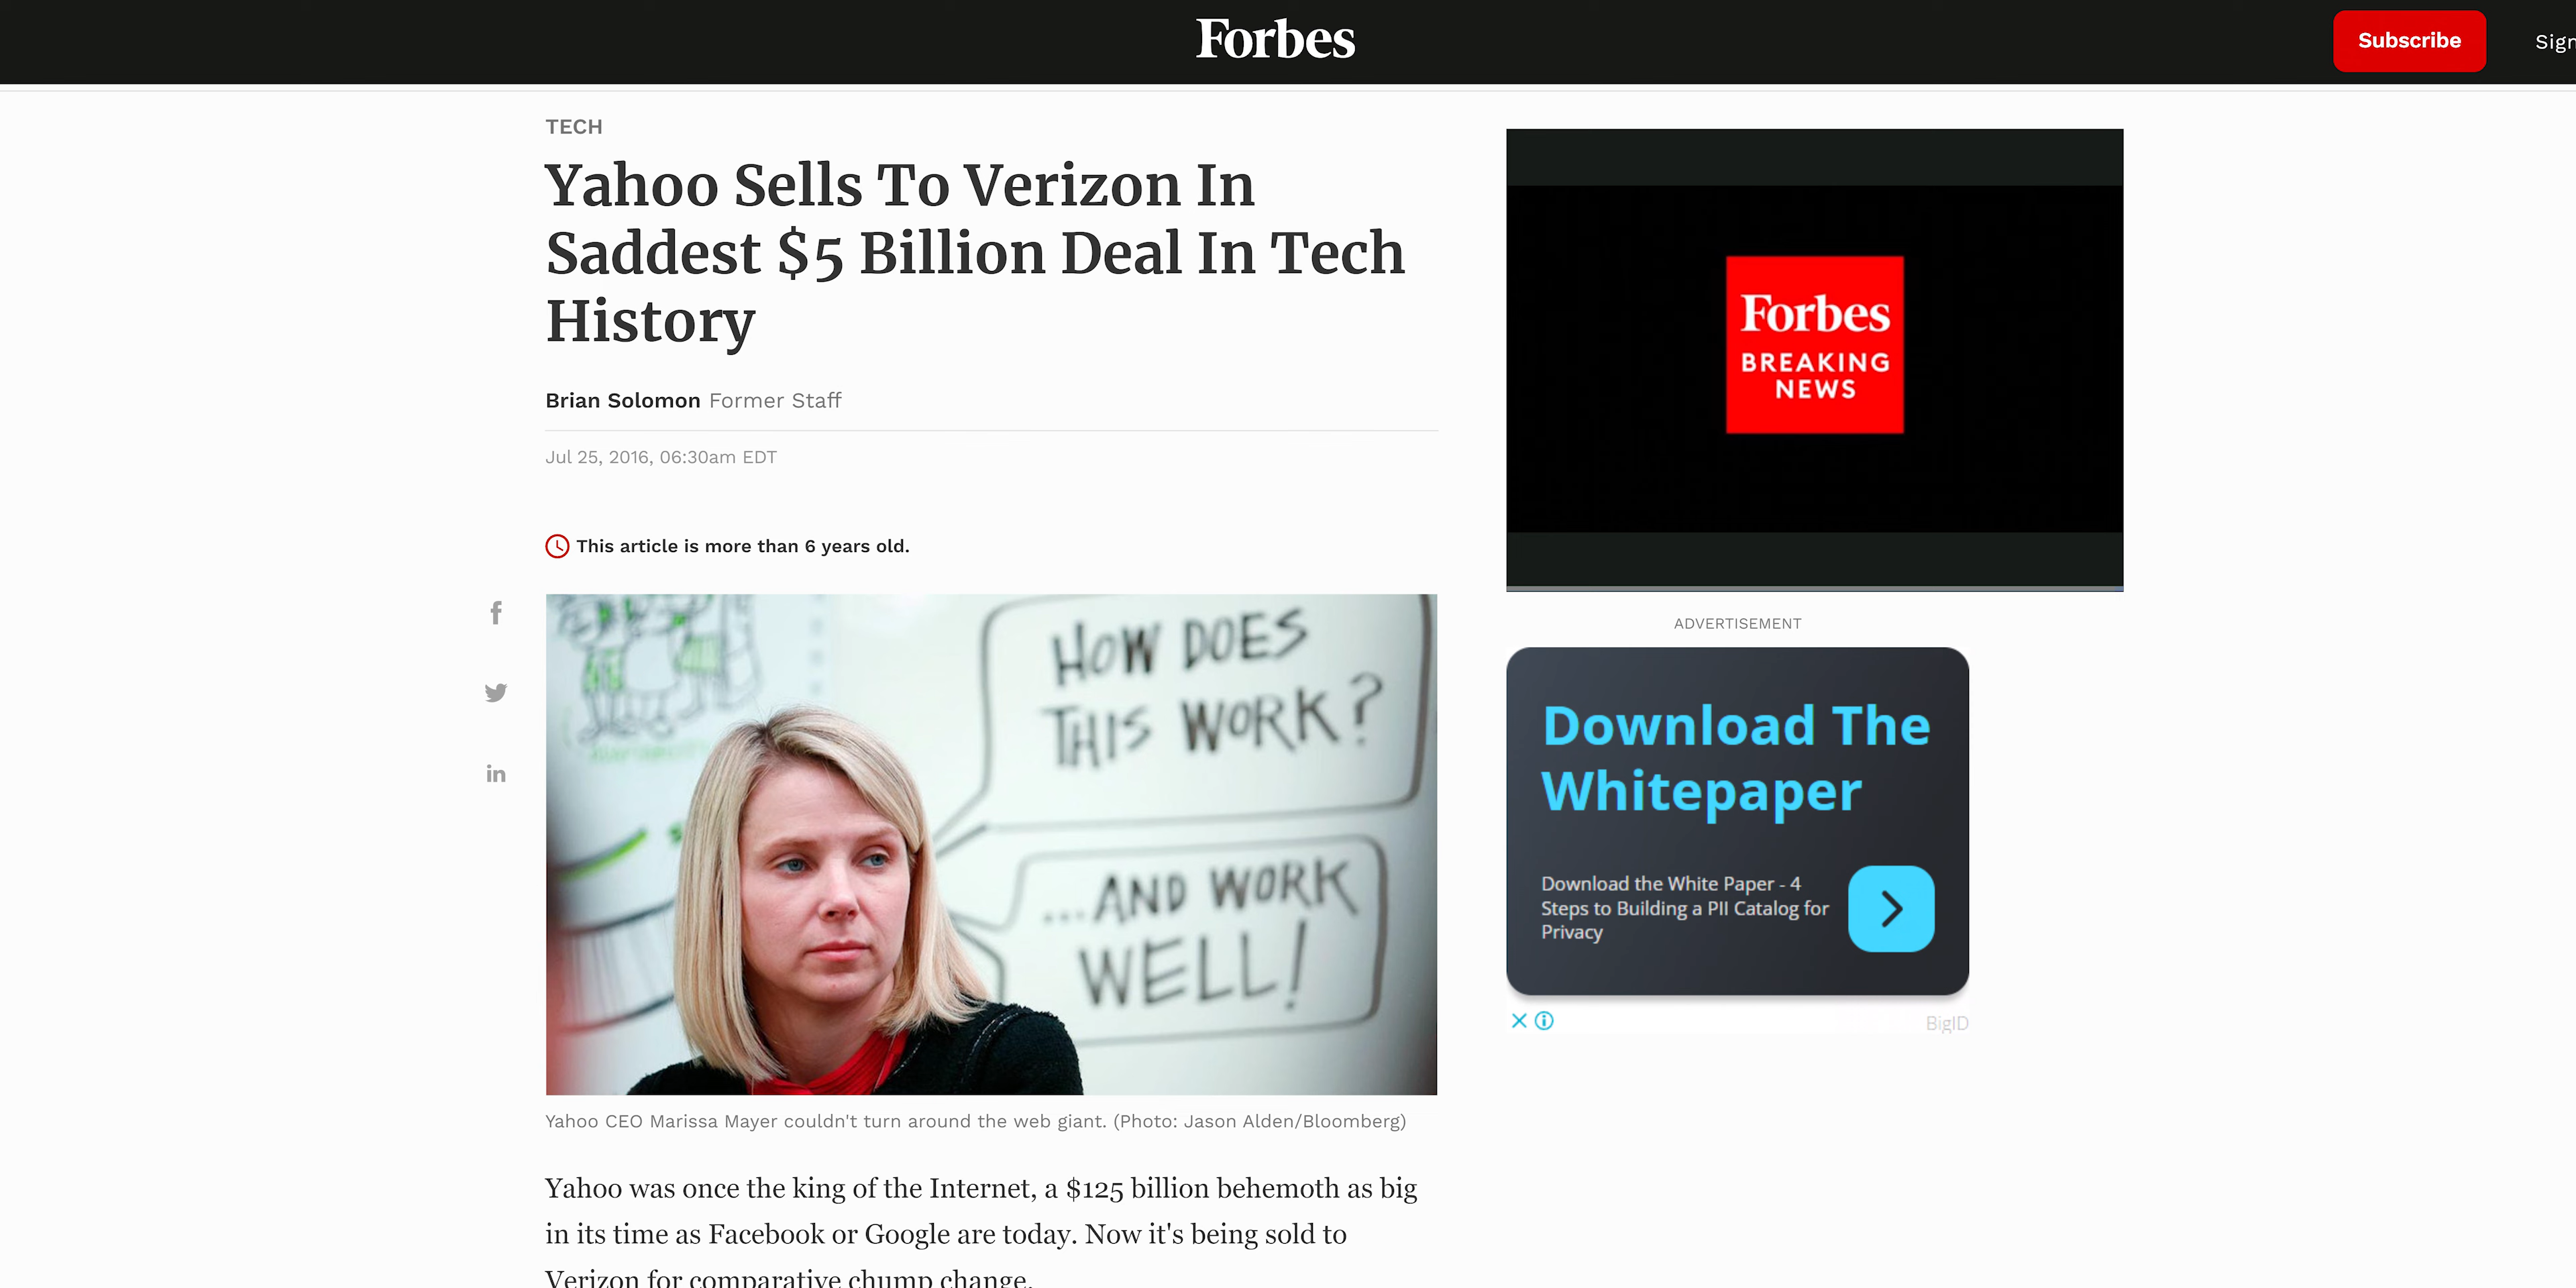 Forbes
Subscribe
TECH
Yahoo Sells To Verizon In
Saddest $5 Billion Deal In Tech
History
Brian Solomon Former Staff
Jul 25, 2016, 06:30am EDT
This article is more than 6 years old.
HOW DOES
THIS WORK?
...AND WORK
WELL!
Yahoo CEO Marissa Mayer couldn't turn around the web giant. (Photo: Jason Alden/Bloomberg)
Yahoo was once the king of the Internet, a $125 billion behemoth as big
in its time as Facebook or Google are today. Now it's being sold to
Verizon for comparative chump change.
Forbes
BREAKING
NEWS
ADVERTISEMENT
Download The
Whitepaper
Download the White Paper - 4
Steps to Building a PII Catalog for
Privacy
BigID